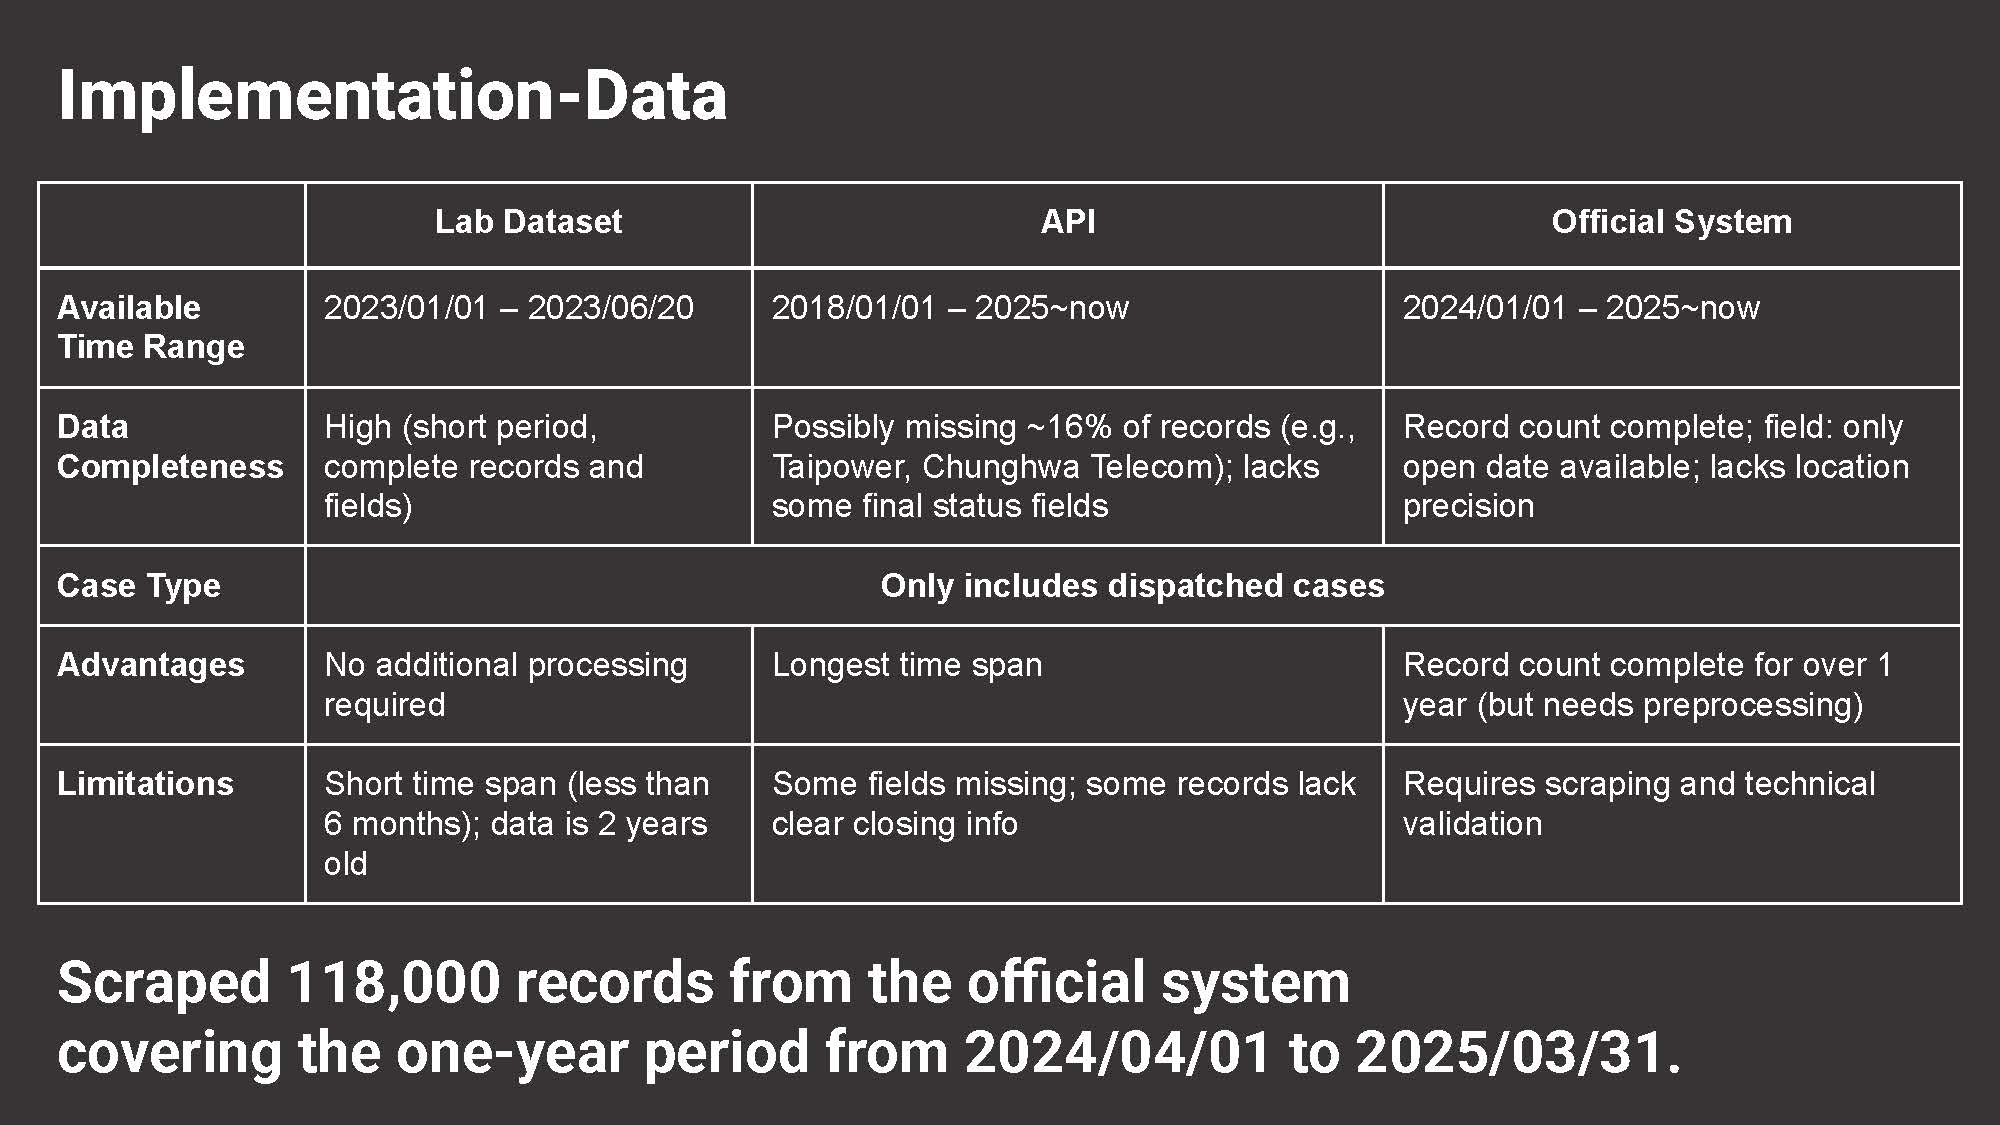 Implementation-Data
Lab Dataset
API
Official System
Available
Time Range
2023/01/01 – 2023/06/20
2018/01/01 – 2025~now
2024/01/01 – 2025~now
Data
Completeness
High (short period,
complete records and
fields)
Possibly missing ~16% of records (e.g.,
Taipower, Chunghwa Telecom); lacks
some final status fields
Record count complete; field: only
open date available; lacks location
precision
Case Type
Only includes dispatched cases
Advantages
No additional processing
required
Longest time span
Record count complete for over 1
year (but needs preprocessing)
Limitations
Short time span (less than
6 months); data is 2 years
old
Some fields missing; some records lack
clear closing info
Requires scraping and technical
validation
Scraped 118,000 records from the official system
covering the one-year period from 2024/04/01 to 2025/03/31.